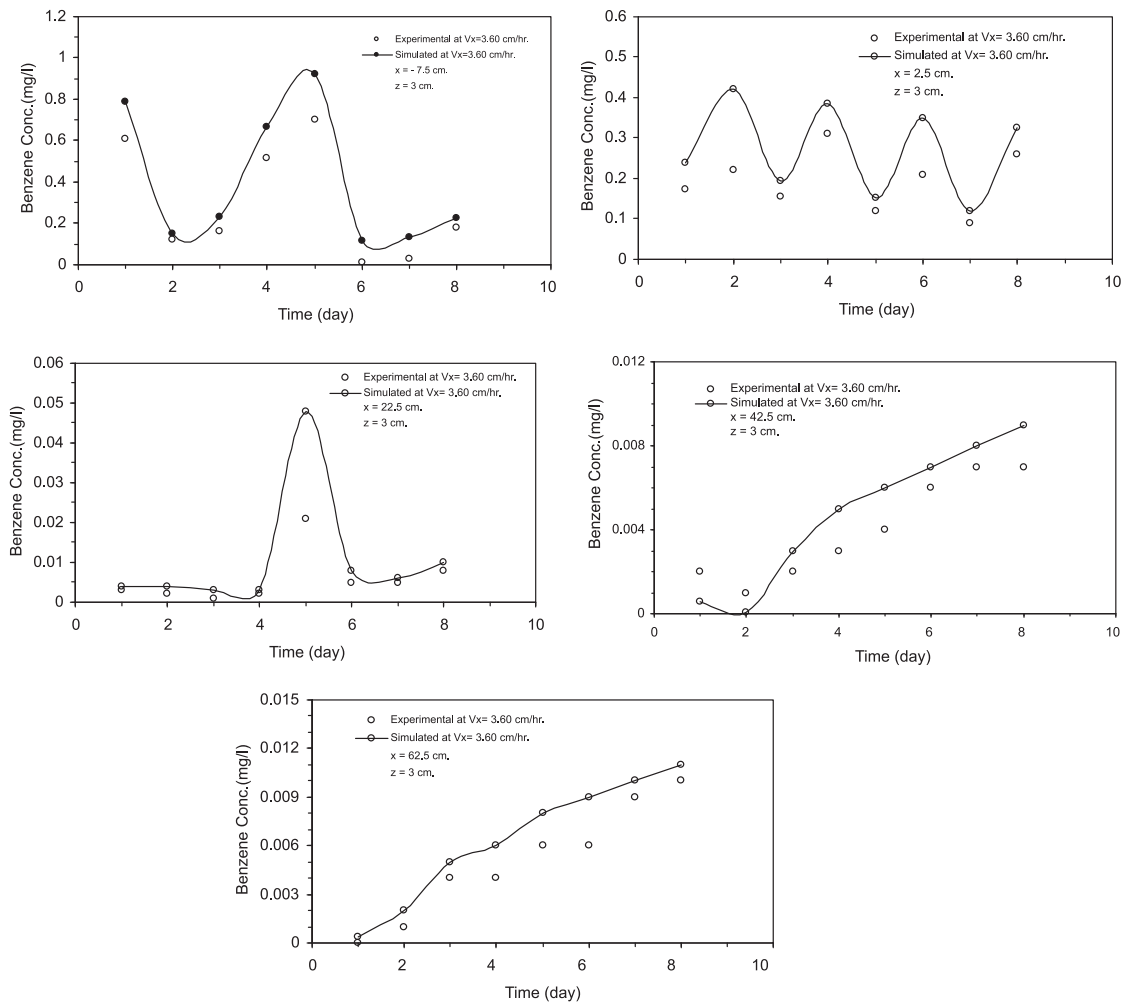 1.2
1
0.8
0.6
0.4
0.2
0
0 2 4 6 8 10
Benzene Conc.(mg/l)
Time (day)
Experimental at Vx=3.60 cm/hr.
Simulated at Vx=3.60 cm/hr.
x = - 7.5 cm.
z = 3 cm.
0.6
0.5
0.4
0.3
0.2
0.1
0
0 2 4 6 8 10
Benzene Conc.(mg/l)
Time (day)
Experimental at Vx= 3.60 cm/hr.
Simulated at Vx= 3.60 cm/hr.
x = 2.5 cm.
z = 3 cm.
0.06
0.05
0.04
0.03
0.02
0.01
0
0 2 4 6 8 10
Benzene Conc.(mg/l)
Time (day)
Experimental at Vx= 3.60 cm/hr.
Simulated at Vx= 3.60 cm/hr.
x = 22.5 cm.
z = 3 cm.
0.012
0.008
0.004
0
0 2 4 6 8 10
Benzene Conc.(mg/l)
Time (day)
Experimental at Vx= 3.60 cm/hr.
Simulated at Vx= 3.60 cm/hr.
x = 42.5 cm.
z = 3 cm.
0.015
0.012
0.009
0.006
0.003
0
0 2 4 6 8 10
Benzene Conc.(mg/l)
Time (day)
Experimental at Vx= 3.60 cm/hr.
Simulated at Vx= 3.60 cm/hr.
x = 62.5 cm.
z = 3 cm.